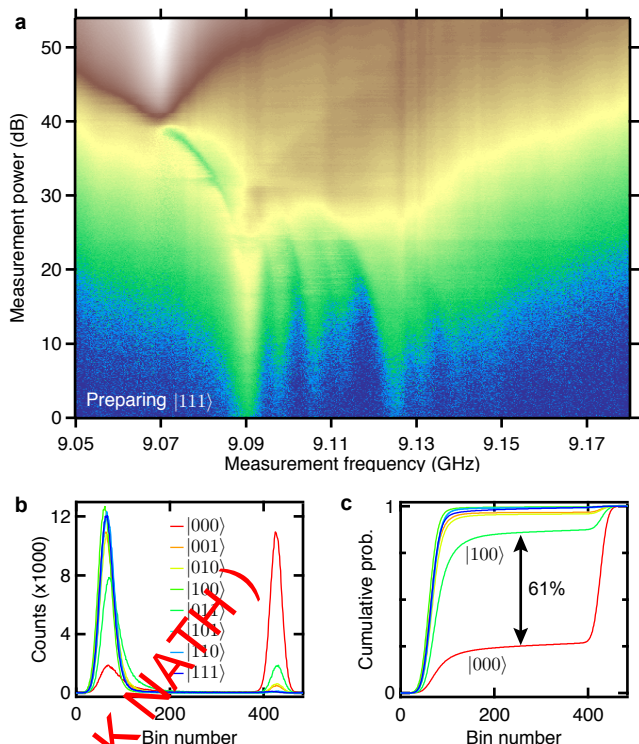 a
Measurement power (dB)
50
40
30
20
10
0
Preparing |111⟩
9.05 9.07 9.09 9.11 9.13 9.15 9.17
Measurement frequency (GHz)
b
Counts (x1000)
12
9
6
3
0
|000⟩
|001⟩
|010⟩
|100⟩
|011⟩
|101⟩
|110⟩
|111⟩
0 200 400
Bin number
c
Cumulative prob.
1
0
|100⟩
61%
|000⟩
0 200 400
Bin number